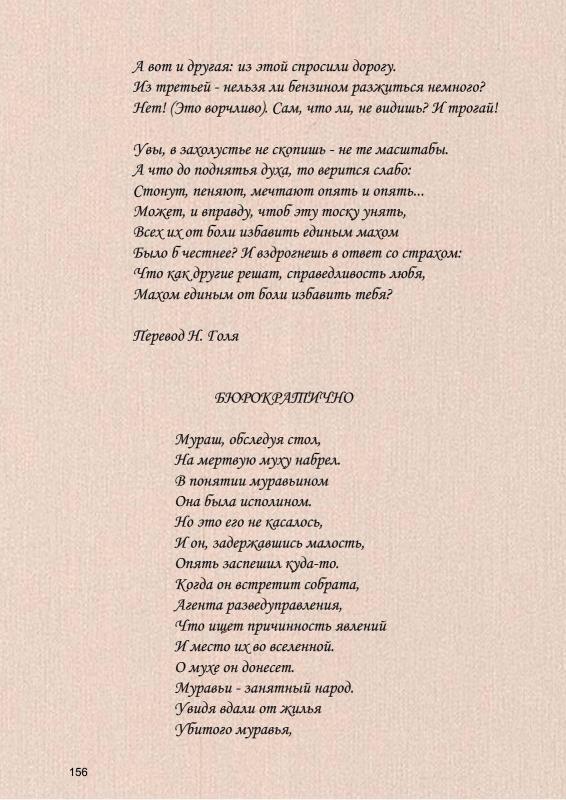 А вот и другая: из этой спросили дорогу.
Из третьей - нельзя ли бензином разжиться немного?
Нет! (Это ворчливо). Сам, что ли, не видишь? И трогай!
Увы, в захолустье не скопишь - не те масштабы.
А что до поднятья духа, то верится слабо:
Стонут, пеняют, мечтают опять и опять...
Может, и вправду, чтоб эту тоску унять,
Всех их от боли избавить единым махом
Было б честнее? И вздрогнешь в ответ со страхом:
Что как другие решат, справедливость любя,
Махом единым от боли избавить тебя?
Перевод Н. Голя
БЮРОКРАТИЧНО
Мураш, обследуя стол,
На мертвую муху набрел.
В понятии муравьином
Она была исполином.
Но это его не касалось,
И он, задержавшись малость,
Опять заспешил куда-то.
Когда он встретит собрата,
Агента разведуправления,
Что ищет причинность явлений
И место их во вселенной.
О мухе он донесет.
Муравьи - занятный народ.
Увидя вдали от жилья
Убитого муравья,
156